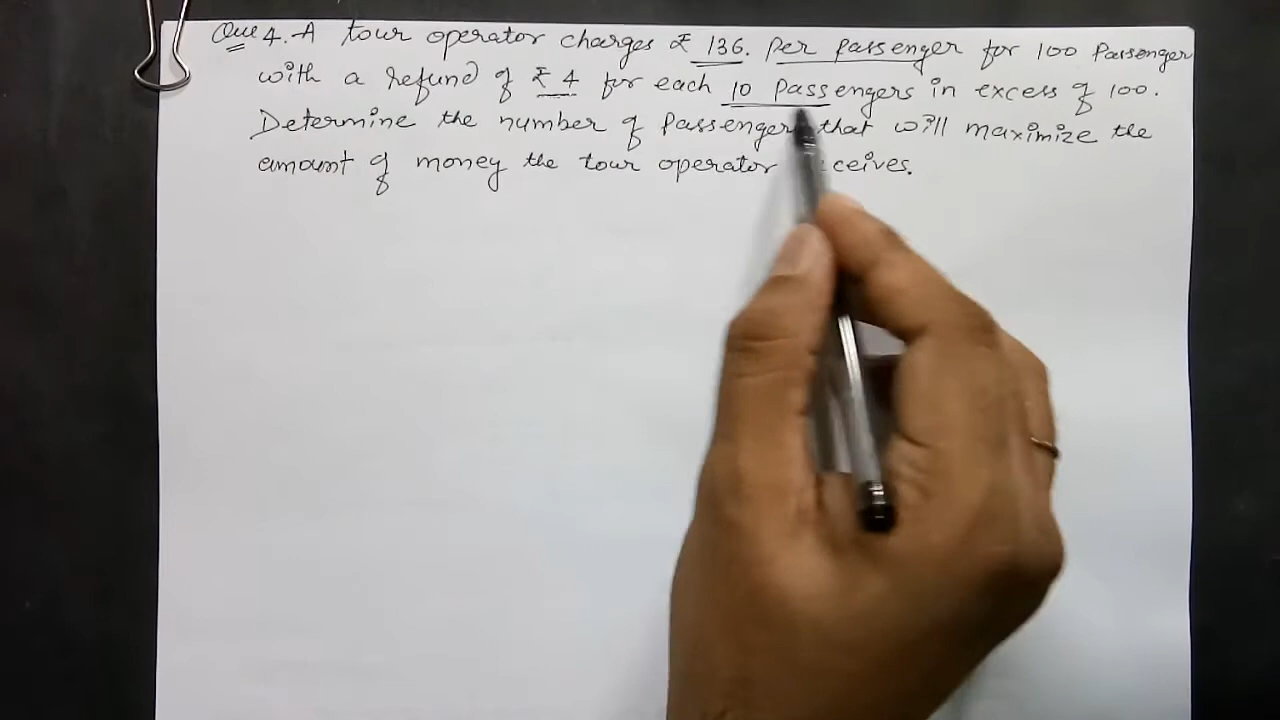 Que 4. A tour operator charges ₹ 136. Per passenger for 100 Passenger
with a refund of ₹ 4 for each 10 passengers in excess of 100.
Determine the number of passengers that will maximize the
amount of money the tour operator